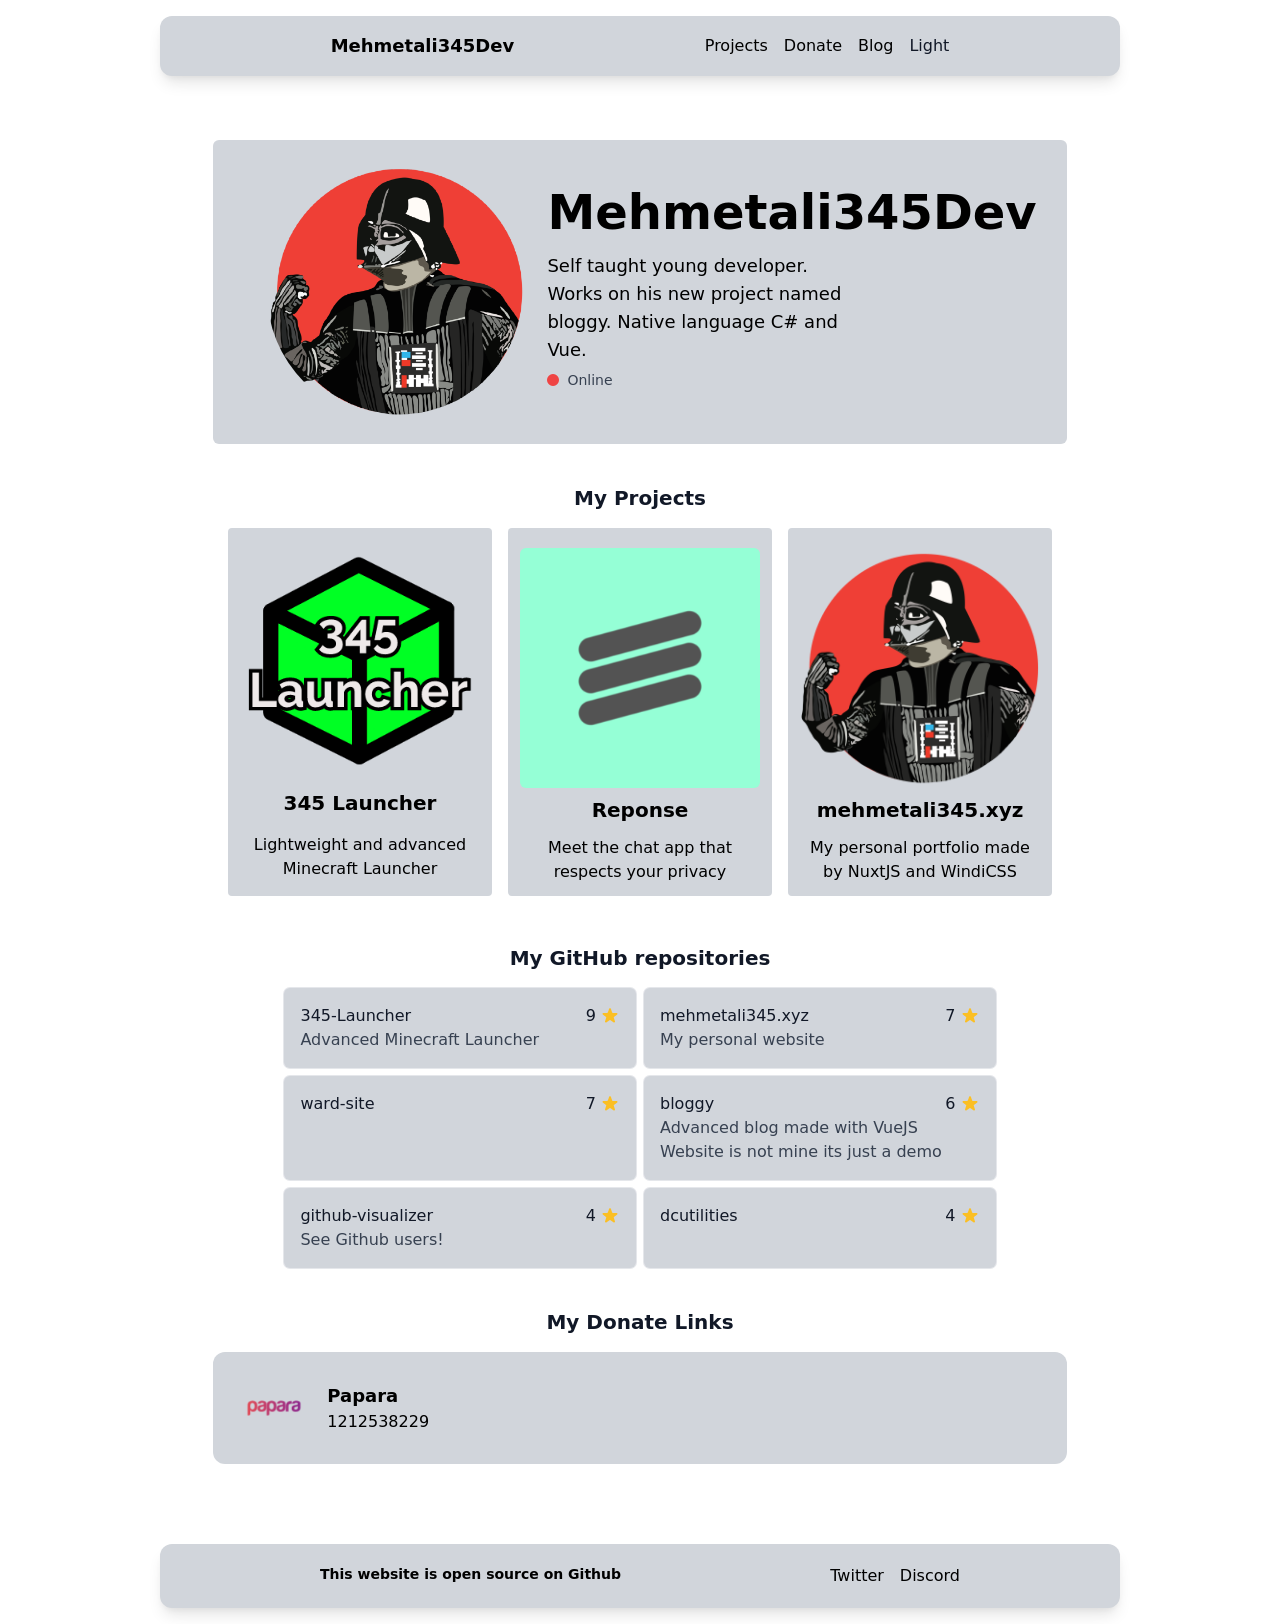 Mehmetali345Dev
Projects Donate Blog Light
Mehmetali345Dev
Self taught young developer.
Works on his new project named
bloggy. Native language C# and
Vue.
Online
My Projects
345
Launcher
345 Launcher
Lightweight and advanced
Minecraft Launcher
Reponse
Meet the chat app that
respects your privacy
mehmetali345.xyz
My personal portfolio made
by NuxtJS and WindiCSS
My GitHub repositories
345-Launcher 9
Advanced Minecraft Launcher
mehmetali345.xyz 7
My personal website
ward-site 7
bloggy 6
Advanced blog made with VueJS
Website is not mine its just a demo
github-visualizer 4
See Github users!
dcutilities 4
My Donate Links
papara
Papara
1212538229
This website is open source on Github
Twitter Discord